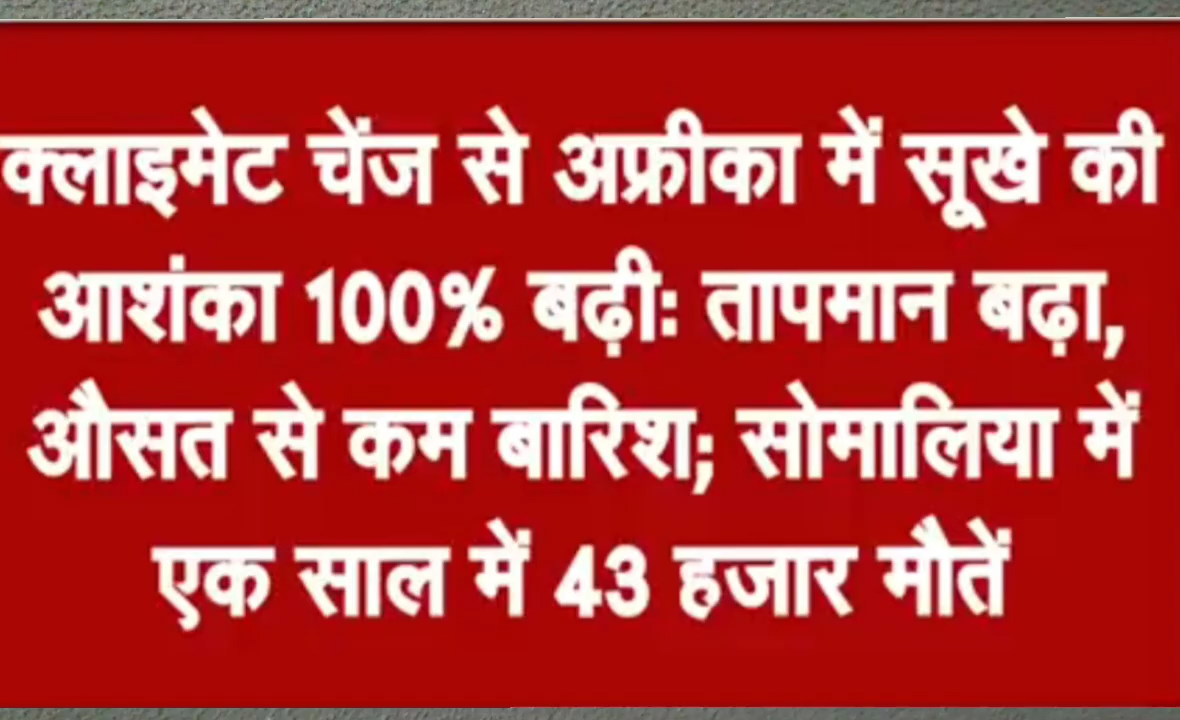 क्लाइमेट चेंज से अफ्रीका में सूखे की
आशंका 100% बढ़ी: तापमान बढ़ा,
औसत से कम बारिश; सोमालिया में
एक साल में 43 हजार मौतें